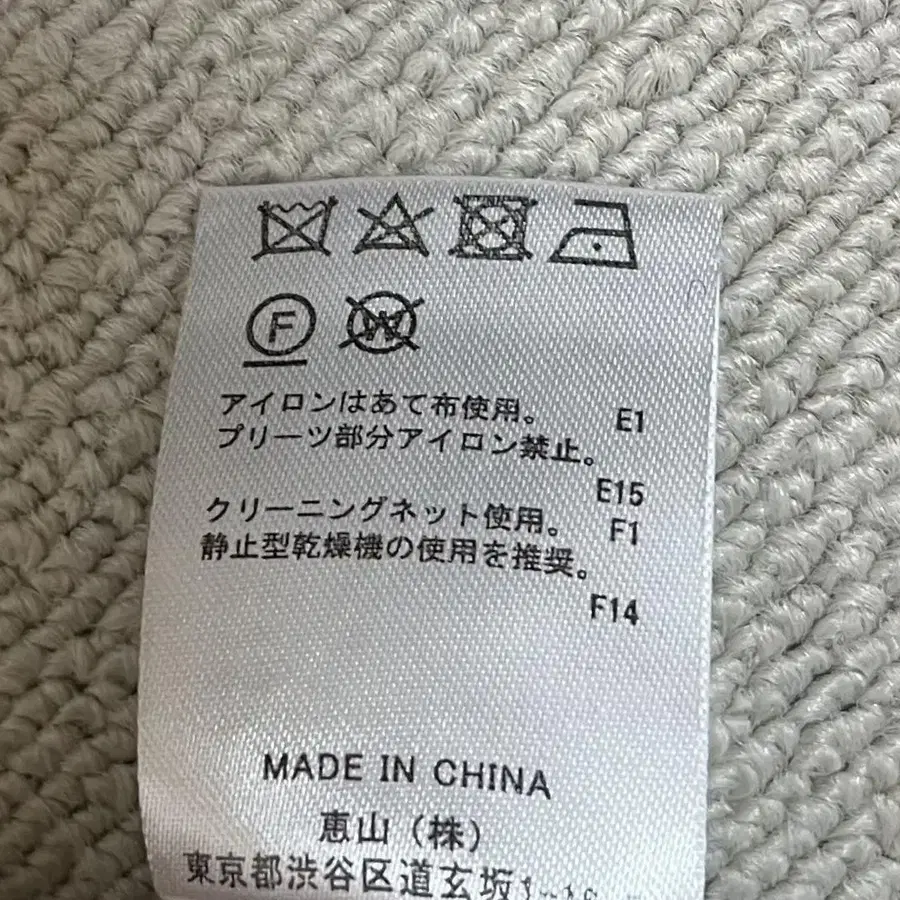 F W
アイロンはあて布使用。 E1
プリーツ部分アイロン禁止。
E15
クリーニングネット使用。 F1
静止型乾燥機の使用を推奨。
F14
MADE IN CHINA
恵山（株）
東京都渋谷区道玄坂